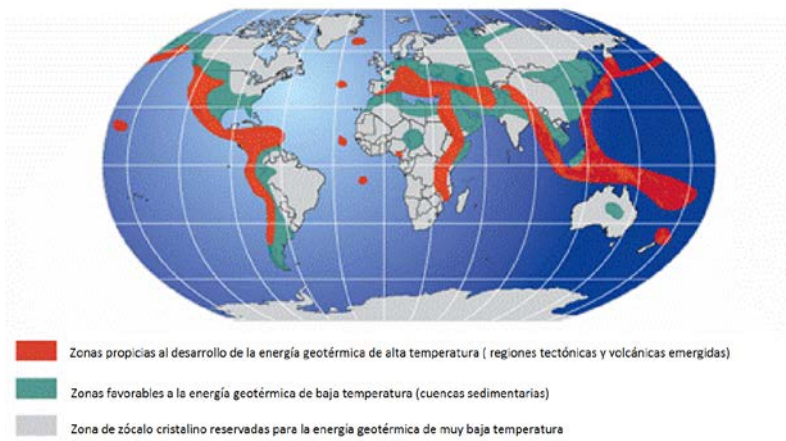 Zonas propicias al desarrollo de la energía geotérmica de alta temperatura ( regiones tectónicas y volcánicas emergidas)
Zonas favorables a la energía geotérmica de baja temperatura (cuencas sedimentarias)
Zona de zócalo cristalino reservadas para la energia geotérmica de muy baja temperatura